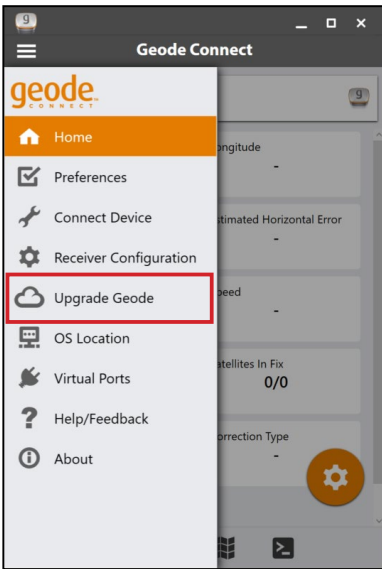 Geode Connect
geode
CONNECT
Home
ongitude
-
Preferences
Connect Device
stimated Horizontal Error
-
Receiver Configuration
Upgrade Geode
peed
-
OS Location
Virtual Ports
atellites In Fix
0/0
Help/Feedback
orrection Type
-
About